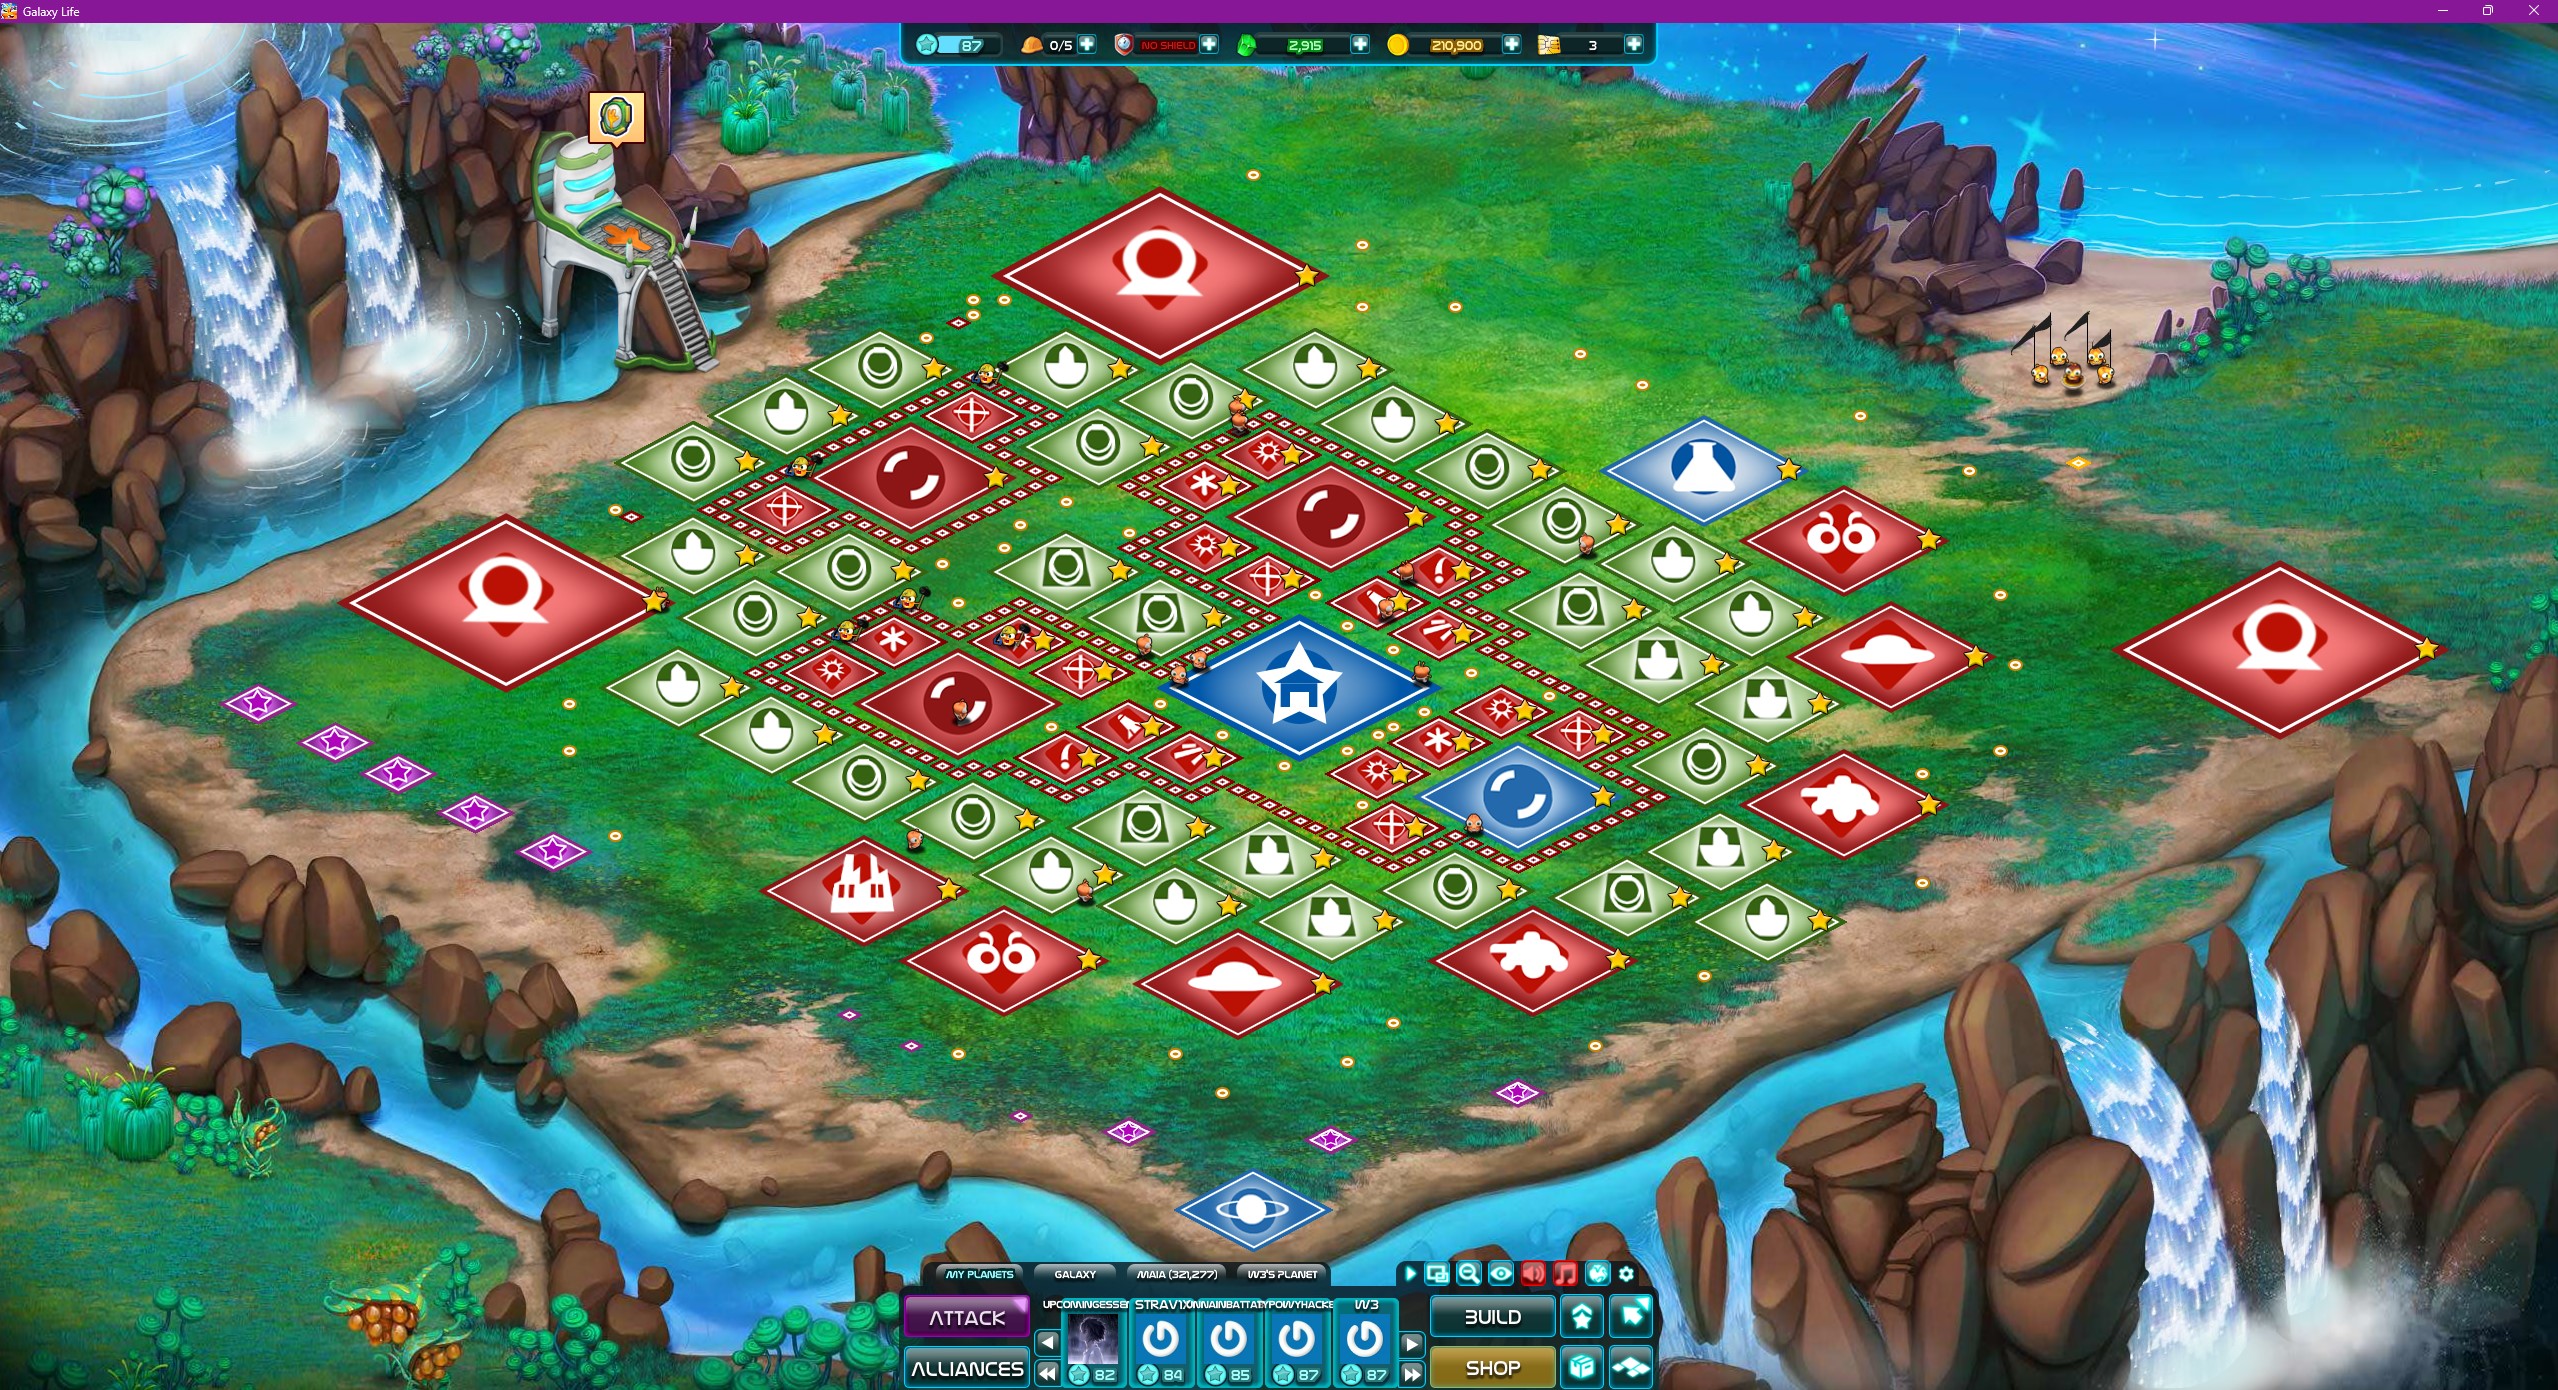 Galaxy Life
87
0/5
NO SHIELD
2,915
210,900
3
MY PLANETS
GALAXY
MAIA (321,277)
W3'S PLANET
ATTACK
ALLIANCES
W3
82
84
85
87
87
BUILD
SHOP